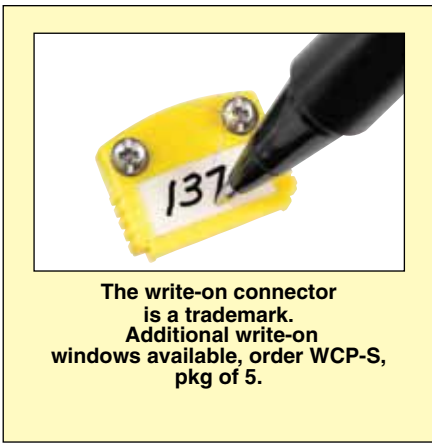 137
The write-on connector
is a trademark.
Additional write-on
windows available, order WCP-S,
pkg of 5.